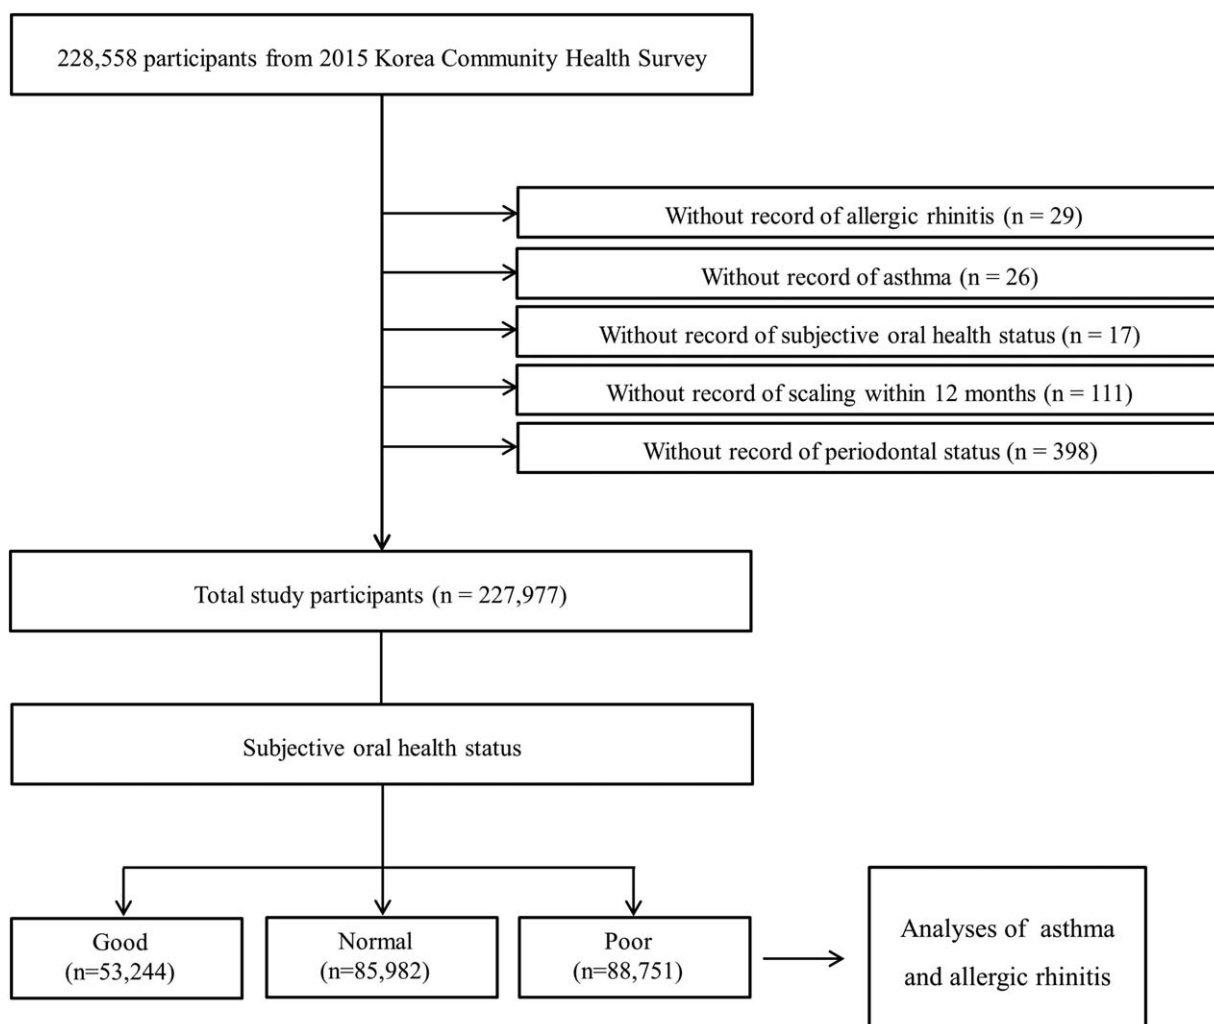 228,558 participants from 2015 Korea Community Health Survey
Without record of allergic rhinitis (n = 29)
Without record of asthma (n = 26)
Without record of subjective oral health status (n = 17)
Without record of scaling within 12 months (n = 111)
Without record of periodontal status (n = 398)
Total study participants (n = 227,977)
Subjective oral health status
Good
(n=53,244)
Normal
(n=85,982)
Poor
(n=88,751)
Analyses of asthma
and allergic rhinitis